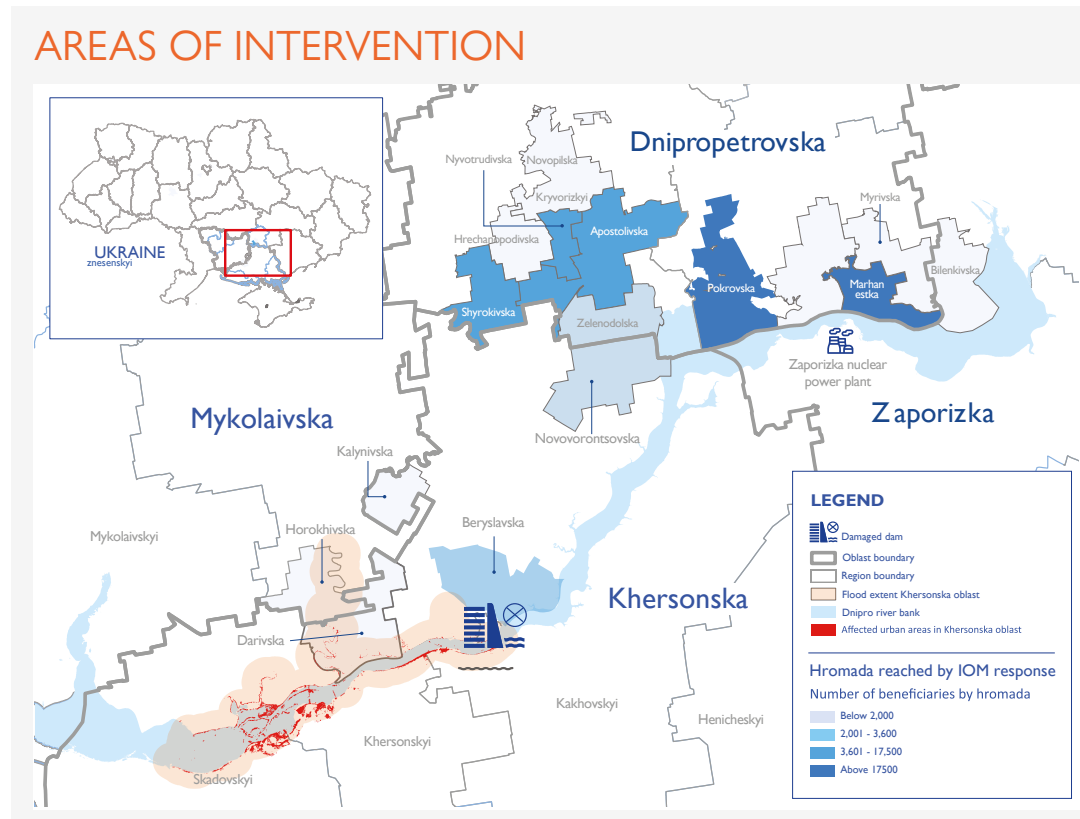 AREAS OF INTERVENTION
UKRAINE
znesenskyi
Dnipropetrovska
Nyvotrudivska
Novopilska
Kryvorizkyi
Myrivska
Hrechanopodivska
Apostolivska
Bilenkivska
Pokrovska
Marhan
estka
Shyrokivska
Zelenodolska
Zaporizka nuclear
power plant
Mykolaivska
Zaporizka
Novovorontsovska
Kalynivska
Mykolaivskyi
Horokhivska
Beryslavska
Khersonska
Darivska
Kakhovskyi
Henicheskyi
Khersonskyi
Skadovskyi
LEGEND
Damaged dam
Oblast boundary
Region boundary
Flood extent Khersonska oblast
Dnipro river bank
Affected urban areas in Khersonska oblast
Hromada reached by IOM response
Number of beneficiaries by hromada
Below 2,000
2,001 - 3,600
3,601 - 17,500
Above 17500